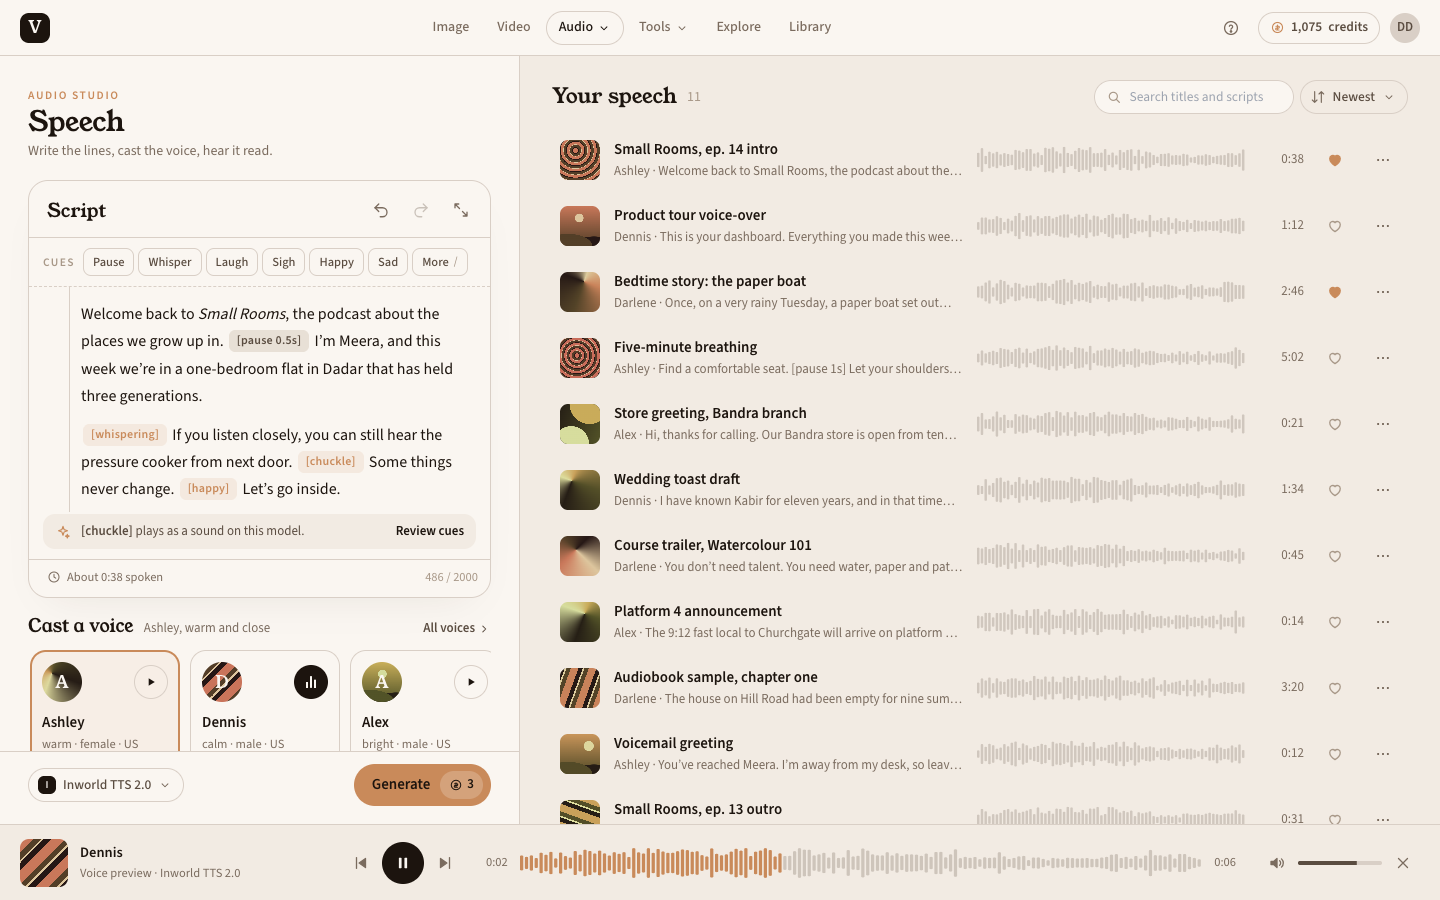 V
Image Video Audio Tools Explore Library
1,075 credits DD
AUDIO STUDIO
Speech
Write the lines, cast the voice, hear it read.
Script
CUES Pause Whisper Laugh Sigh Happy Sad More /
Welcome back to Small Rooms, the podcast about the
places we grow up in. [pause 0.5s] I’m Meera, and this
week we’re in a one-bedroom flat in Dadar that has held
three generations.
[whispering] If you listen closely, you can still hear the
pressure cooker from next door. [chuckle] Some things
never change. [happy] Let’s go inside.
[chuckle] plays as a sound on this model. Review cues
About 0:38 spoken 486 / 2000
Cast a voice Ashley, warm and close All voices
A
Ashley
warm · female · US
D
Dennis
calm · male · US
A
Alex
bright · male · US
I Inworld TTS 2.0
Generate 3
Your speech 11
Search titles and scripts
Newest
Small Rooms, ep. 14 intro
Ashley · Welcome back to Small Rooms, the podcast about the…
0:38
Product tour voice-over
Dennis · This is your dashboard. Everything you made this wee…
1:12
Bedtime story: the paper boat
Darlene · Once, on a very rainy Tuesday, a paper boat set out…
2:46
Five-minute breathing
Ashley · Find a comfortable seat. [pause 1s] Let your shoulders…
5:02
Store greeting, Bandra branch
Alex · Hi, thanks for calling. Our Bandra store is open from ten…
0:21
Wedding toast draft
Dennis · I have known Kabir for eleven years, and in that time…
1:34
Course trailer, Watercolour 101
Darlene · You don’t need talent. You need water, paper and pat…
0:45
Platform 4 announcement
Alex · The 9:12 fast local to Churchgate will arrive on platform …
0:14
Audiobook sample, chapter one
Darlene · The house on Hill Road had been empty for nine sum…
3:20
Voicemail greeting
Ashley · You’ve reached Meera. I’m away from my desk, so leav…
0:12
Small Rooms, ep. 13 outro
0:31
Dennis
Voice preview · Inworld TTS 2.0
0:02 0:06